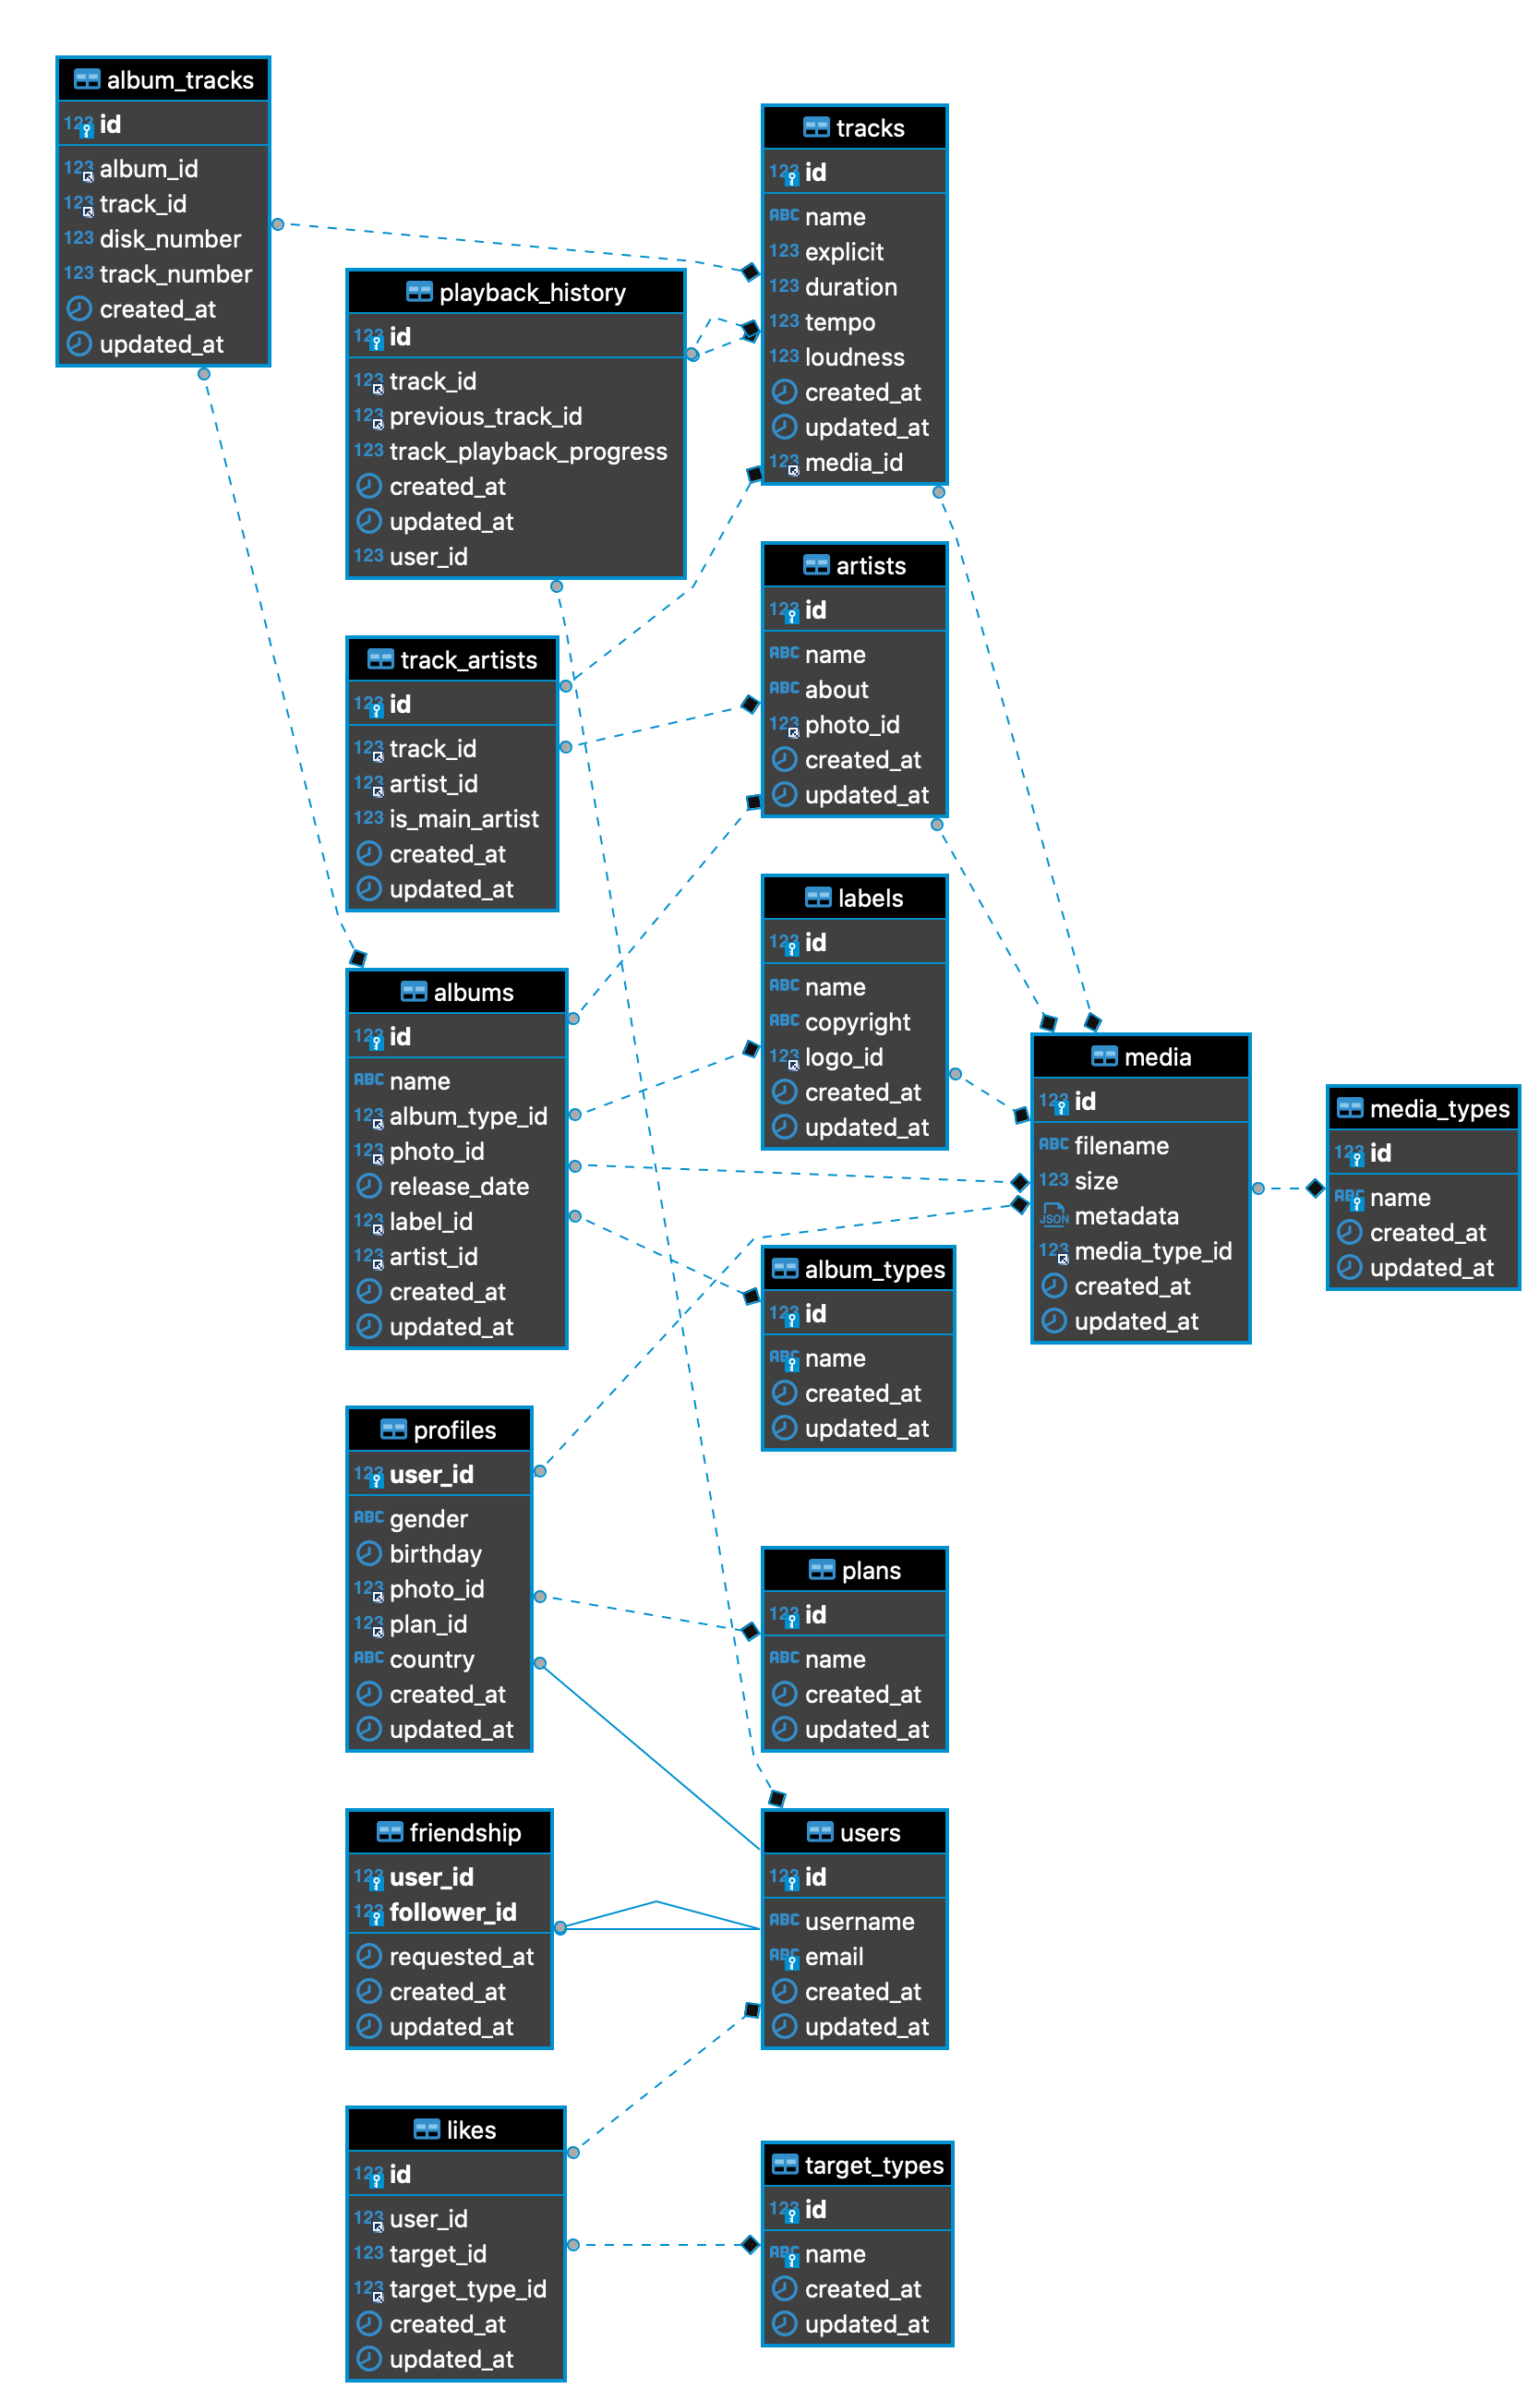 album_tracks
123 id
123 album_id
123 track_id
123 disk_number
123 track_number
created_at
updated_at
playback_history
123 id
123 track_id
123 previous_track_id
123 track_playback_progress
created_at
updated_at
123 user_id
track_artists
123 id
123 track_id
123 artist_id
123 is_main_artist
created_at
updated_at
albums
123 id
ABC name
123 album_type_id
123 photo_id
release_date
123 label_id
123 artist_id
created_at
updated_at
profiles
123 user_id
ABC gender
birthday
123 photo_id
123 plan_id
ABC country
created_at
updated_at
friendship
123 user_id
123 follower_id
requested_at
created_at
updated_at
likes
123 id
123 user_id
123 target_id
123 target_type_id
created_at
updated_at
tracks
123 id
ABC name
123 explicit
123 duration
123 tempo
123 loudness
created_at
updated_at
123 media_id
artists
123 id
ABC name
ABC about
123 photo_id
created_at
updated_at
labels
123 id
ABC name
ABC copyright
123 logo_id
created_at
updated_at
album_types
123 id
ABC name
created_at
updated_at
plans
123 id
ABC name
created_at
updated_at
users
123 id
ABC username
ABC email
created_at
updated_at
target_types
123 id
ABC name
created_at
updated_at
media
123 id
ABC filename
123 size
JSON metadata
123 media_type_id
created_at
updated_at
media_types
123 id
ABC name
created_at
updated_at